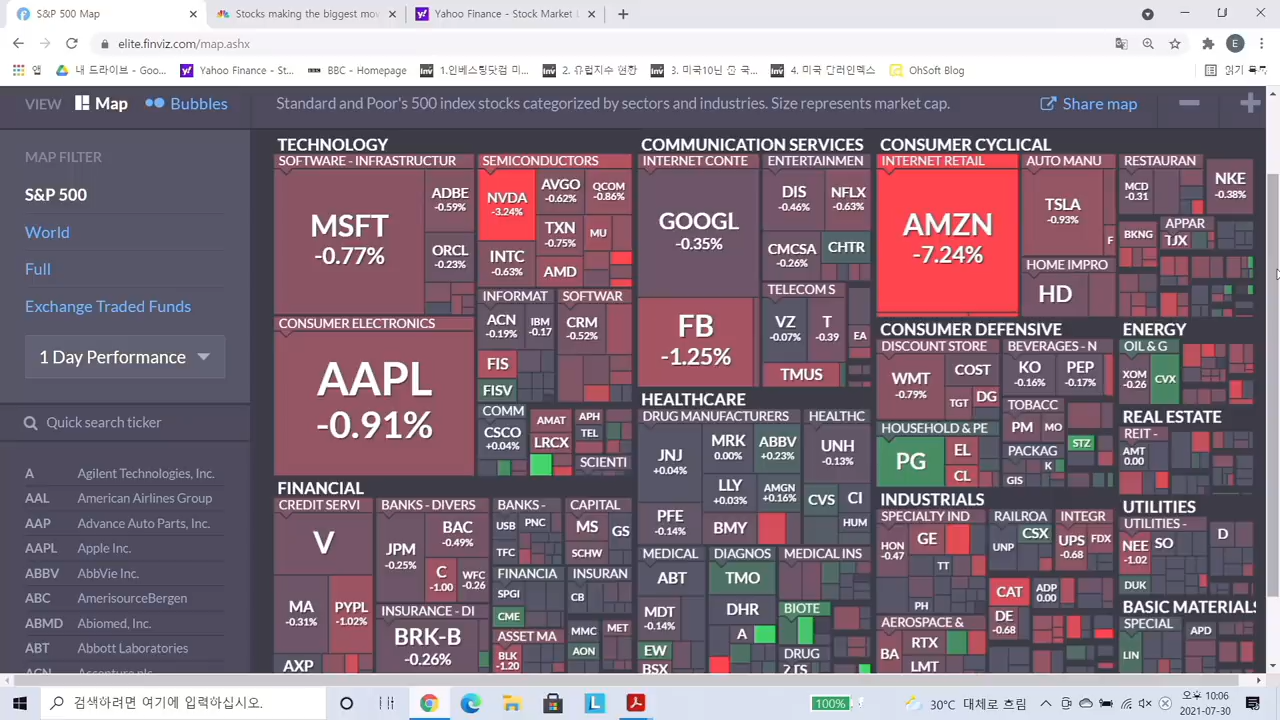 S&P 500 Map
Stocks making the biggest mov
Yahoo Finance - Stock Market L
E
elite.finviz.com/map.ashx
앱
내 드라이브 - Goo...
Yahoo Finance - St...
BBC - Homepage
1.인베스팅닷컴 미...
2. 유럽지수 현황
3. 미국10년 물 국...
4. 미국 달러인덱스
OhSoft Blog
읽기 목록
VIEW Map Bubbles
Standard and Poor's 500 index stocks categorized by sectors and industries. Size represents market cap.
Share map
MAP FILTER
S&P 500
World
Full
Exchange Traded Funds
1 Day Performance
Quick search ticker
A Agilent Technologies, Inc.
AAL American Airlines Group
AAP Advance Auto Parts, Inc.
AAPL Apple Inc.
ABBV AbbVie Inc.
ABC AmerisourceBergen
ABMD Abiomed, Inc.
ABT Abbott Laboratories
TECHNOLOGY
SOFTWARE - INFRASTRUCTUR
MSFT
-0.77%
ADBE
-0.59%
ORCL
-0.23%
SEMICONDUCTORS
NVDA
-3.24%
AVGO
-0.62%
QCOM
-0.86%
TXN
-0.75%
MU
INTC
-0.63%
AMD
CONSUMER ELECTRONICS
AAPL
-0.91%
INFORMAT
ACN
-0.19%
IBM
-0.17
FIS
FISV
SOFTWAR
CRM
-0.52%
COMM
CSCO
+0.04%
AMAT
LRCX
APH
TEL
SCIENTI
COMMUNICATION SERVICES
INTERNET CONTE
GOOGL
-0.35%
FB
-1.25%
ENTERTAINMEN
DIS
-0.46%
NFLX
-0.63%
CMCSA
-0.26%
CHTR
TELECOM S
VZ
-0.07%
T
-0.39
EA
TMUS
CONSUMER CYCLICAL
INTERNET RETAIL
AMZN
-7.24%
AUTO MANU
TSLA
-0.93%
F
HOME IMPRO
HD
RESTAURAN
MCD
-0.31
NKE
-0.38%
BKNG
APPAR
TJX
CONSUMER DEFENSIVE
DISCOUNT STORE
WMT
-0.79%
COST
TGT
DG
BEVERAGES - N
KO
-0.16%
PEP
-0.17%
TOBACC
PM
MO
HOUSEHOLD & PE
PG
EL
CL
PACKAG
K
GIS
STZ
ENERGY
OIL & G
XOM
-0.26
CVX
REAL ESTATE
REIT -
AMT
0.00
HEALTHCARE
DRUG MANUFACTURERS
JNJ
+0.04%
MRK
0.00%
ABBV
+0.23%
LLY
+0.03%
AMGN
+0.16%
PFE
-0.14%
BMY
HEALTHC
UNH
-0.13%
CVS
CI
HUM
MEDICAL
ABT
MDT
-0.14%
EW
BSX
DIAGNOS
TMO
DHR
A
MEDICAL INS
BIOTE
DRUG
FINANCIAL
CREDIT SERVI
V
MA
-0.31%
PYPL
-1.02%
AXP
BANKS - DIVERS
JPM
-0.25%
BAC
-0.49%
C
-1.00
WFC
-0.26
INSURANCE - DI
BRK-B
-0.26%
BANKS -
USB
PNC
TFC
FINANCIA
SPGI
CME
ASSET MA
BLK
-1.20
CAPITAL
MS
GS
SCHW
INSURAN
CB
MMC
MET
AON
INDUSTRIALS
SPECIALTY IND
HON
-0.47
GE
TT
PH
RAILROA
UNP
CSX
INTEGR
UPS
-0.68
FDX
CAT
ADP
0.00
DE
-0.68
AEROSPACE &
BA
RTX
LMT
UTILITIES
UTILITIES -
NEE
-1.02
SO
D
DUK
BASIC MATERIALS
SPECIAL
LIN
APD
검색하려면 여기에 입력하십시오.
100%
30°C 대체로 흐림
오후 10:06
2021-07-30